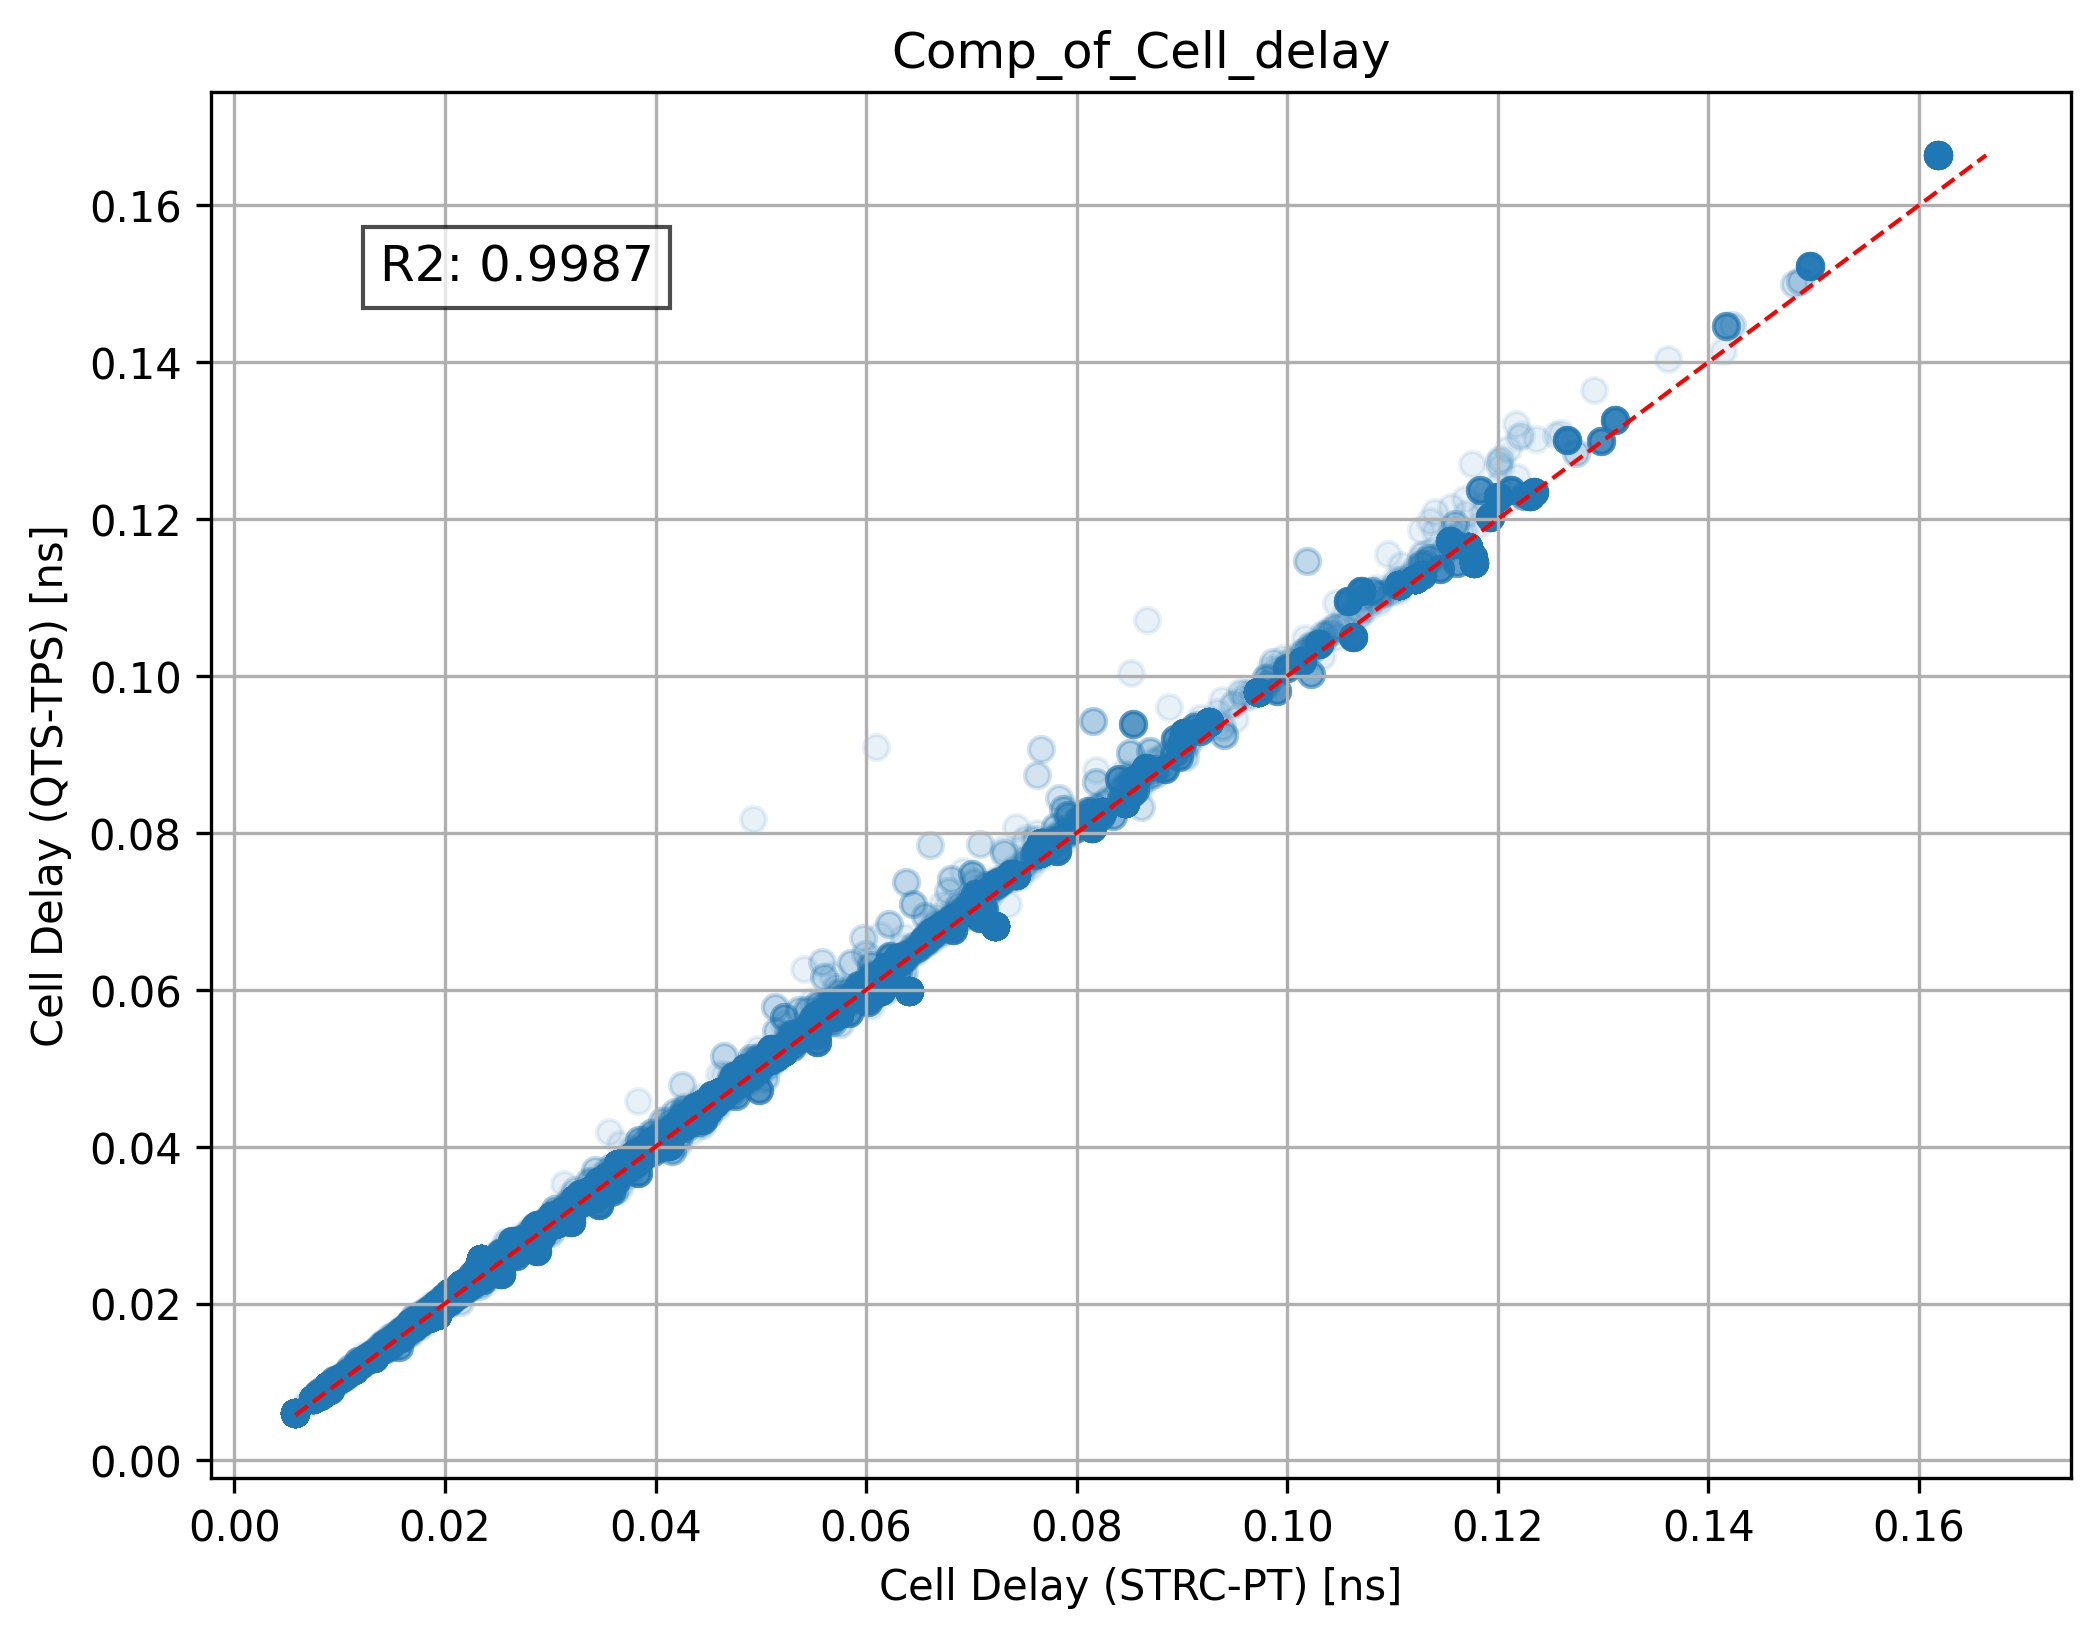 Comp_of_Cell_delay
R2: 0.9987
Cell Delay (QTS-TPS) [ns]
0.16
0.14
0.12
0.10
0.08
0.06
0.04
0.02
0.00
0.00 0.02 0.04 0.06 0.08 0.10 0.12 0.14 0.16
Cell Delay (STRC-PT) [ns]